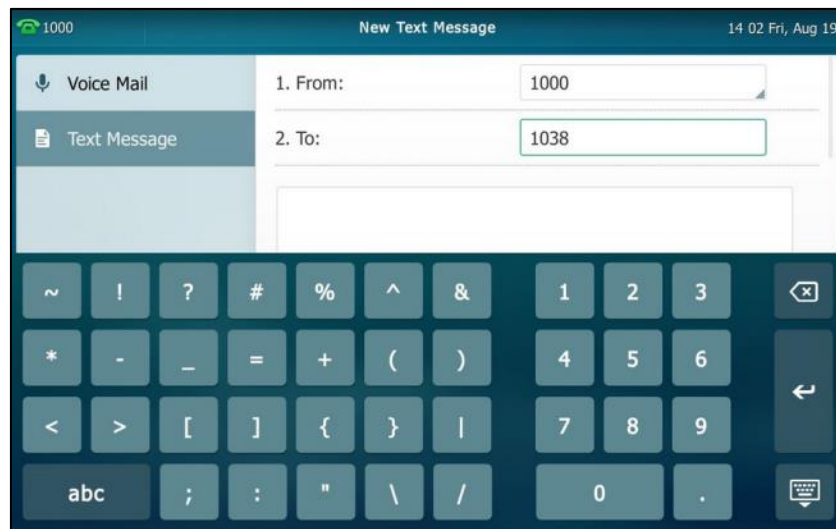 1000 New Text Message 14 02 Fri, Aug 19
Voice Mail
Text Message
1. From: 1000
2. To: 1038
~ ! ? # % ^ & 1 2 3
* - _ = + ( ) 4 5 6
< > [ ] { } | 7 8 9
abc ; : " \ / 0 .